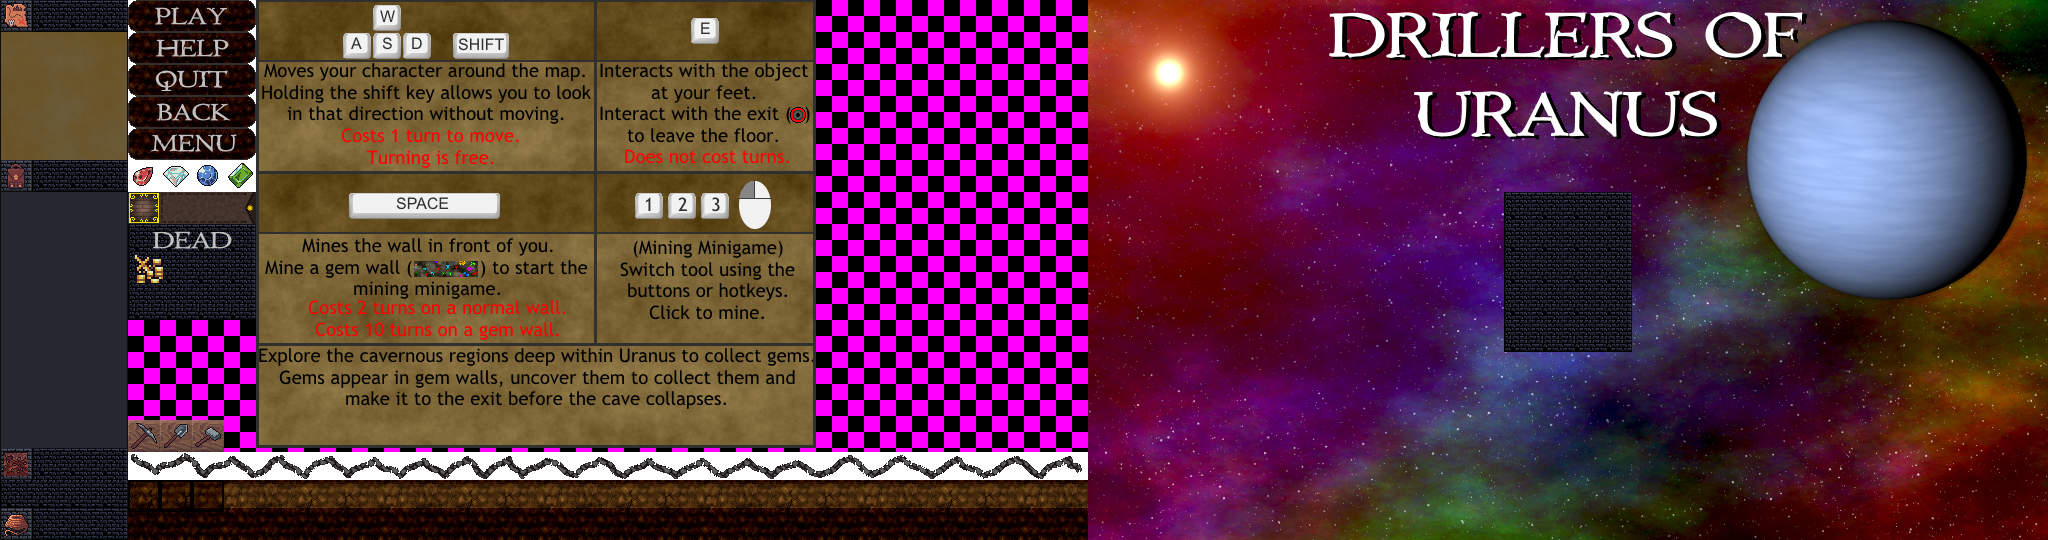 PLAY
HELP
QUIT
BACK
MENU
DEAD
W
A S D SHIFT
Moves your character around the map.
Holding the shift key allows you to look
in that direction without moving.
Costs 1 turn to move.
Turning is free.
E
Interacts with the object
at your feet.
Interact with the exit ( )
to leave the floor.
Does not cost turns.
SPACE
Mines the wall in front of you.
Mine a gem wall ( ) to start the
mining minigame.
Costs 2 turns on a normal wall.
Costs 10 turns on a gem wall.
1 2 3
(Mining Minigame)
Switch tool using the
buttons or hotkeys.
Click to mine.
Explore the cavernous regions deep within Uranus to collect gems.
Gems appear in gem walls, uncover them to collect them and
make it to the exit before the cave collapses.
DRILLERS OF
URANUS